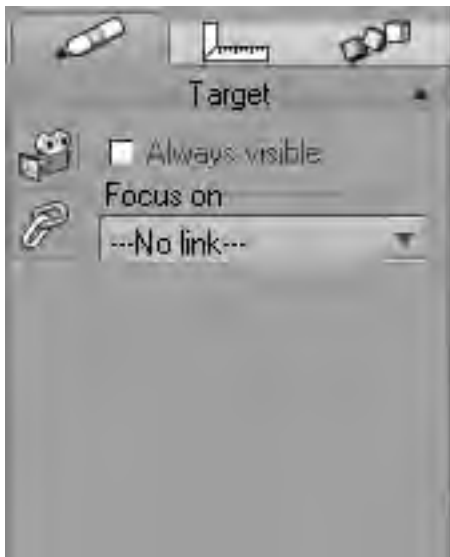 Target
Always visible
Focus on
---No link---